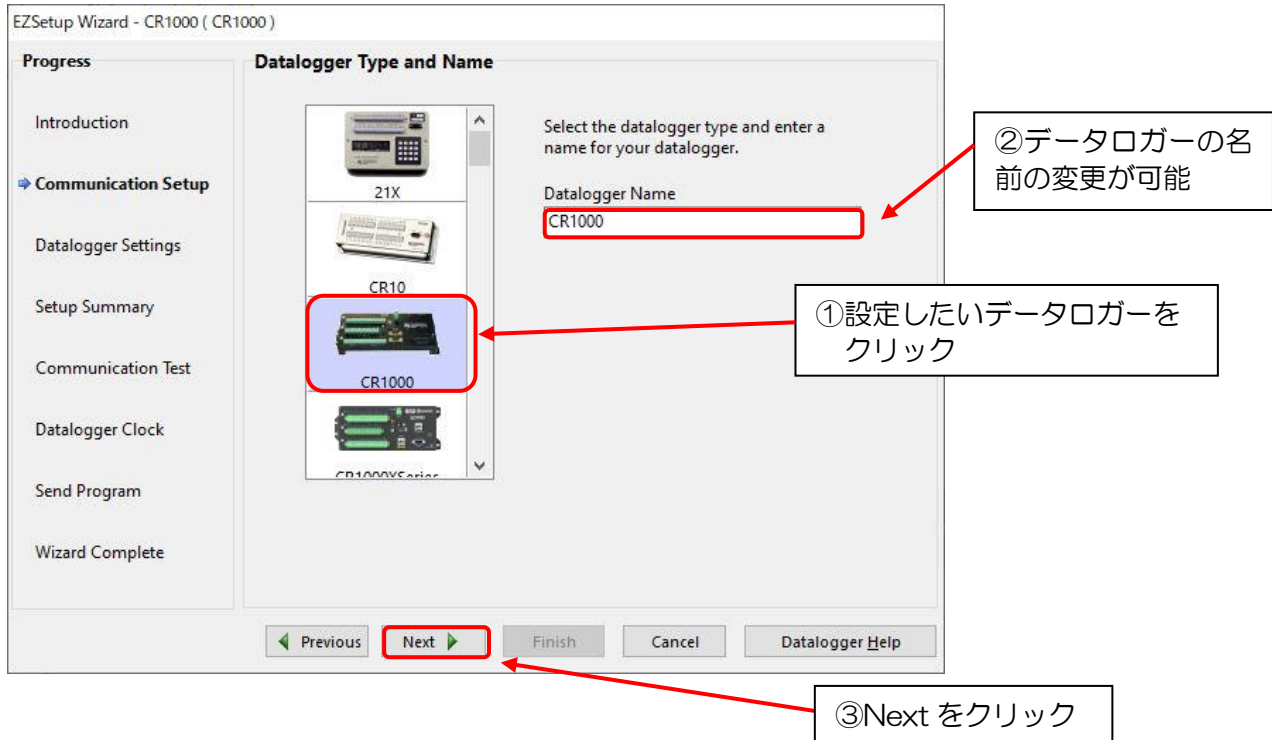 EZSetup Wizard - CR1000 ( CR1000 )
Progress
Introduction
Communication Setup
Datalogger Settings
Setup Summary
Communication Test
Datalogger Clock
Send Program
Wizard Complete
Datalogger Type and Name
21X
CR10
CR1000
CR1000XSeries
Select the datalogger type and enter a
name for your datalogger.
Datalogger Name
CR1000
②データロガーの名
前の変更が可能
①設定したいデータロガーを
クリック
Previous
Next
Finish
Cancel
Datalogger Help
③Next をクリック